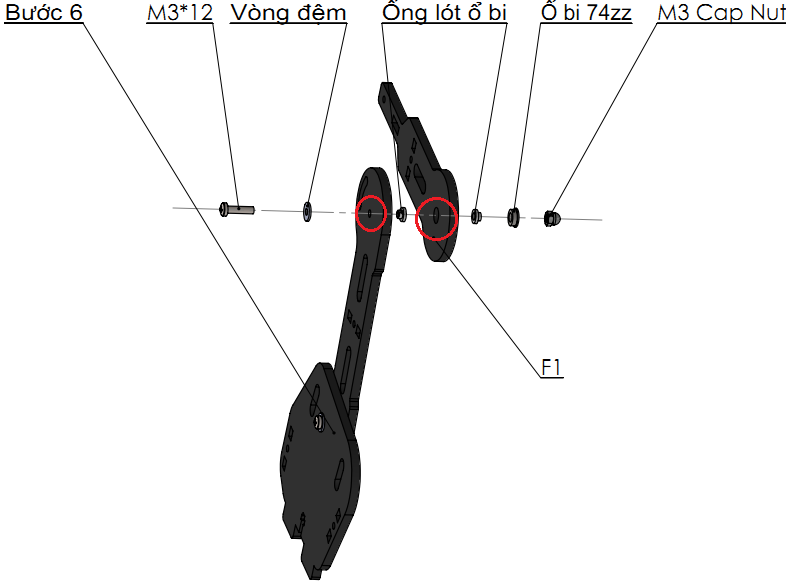 Bước 6
M3*12
Vòng đệm
Ống lót ổ bi
Ổ bi 74zz
M3 Cap Nut
F1